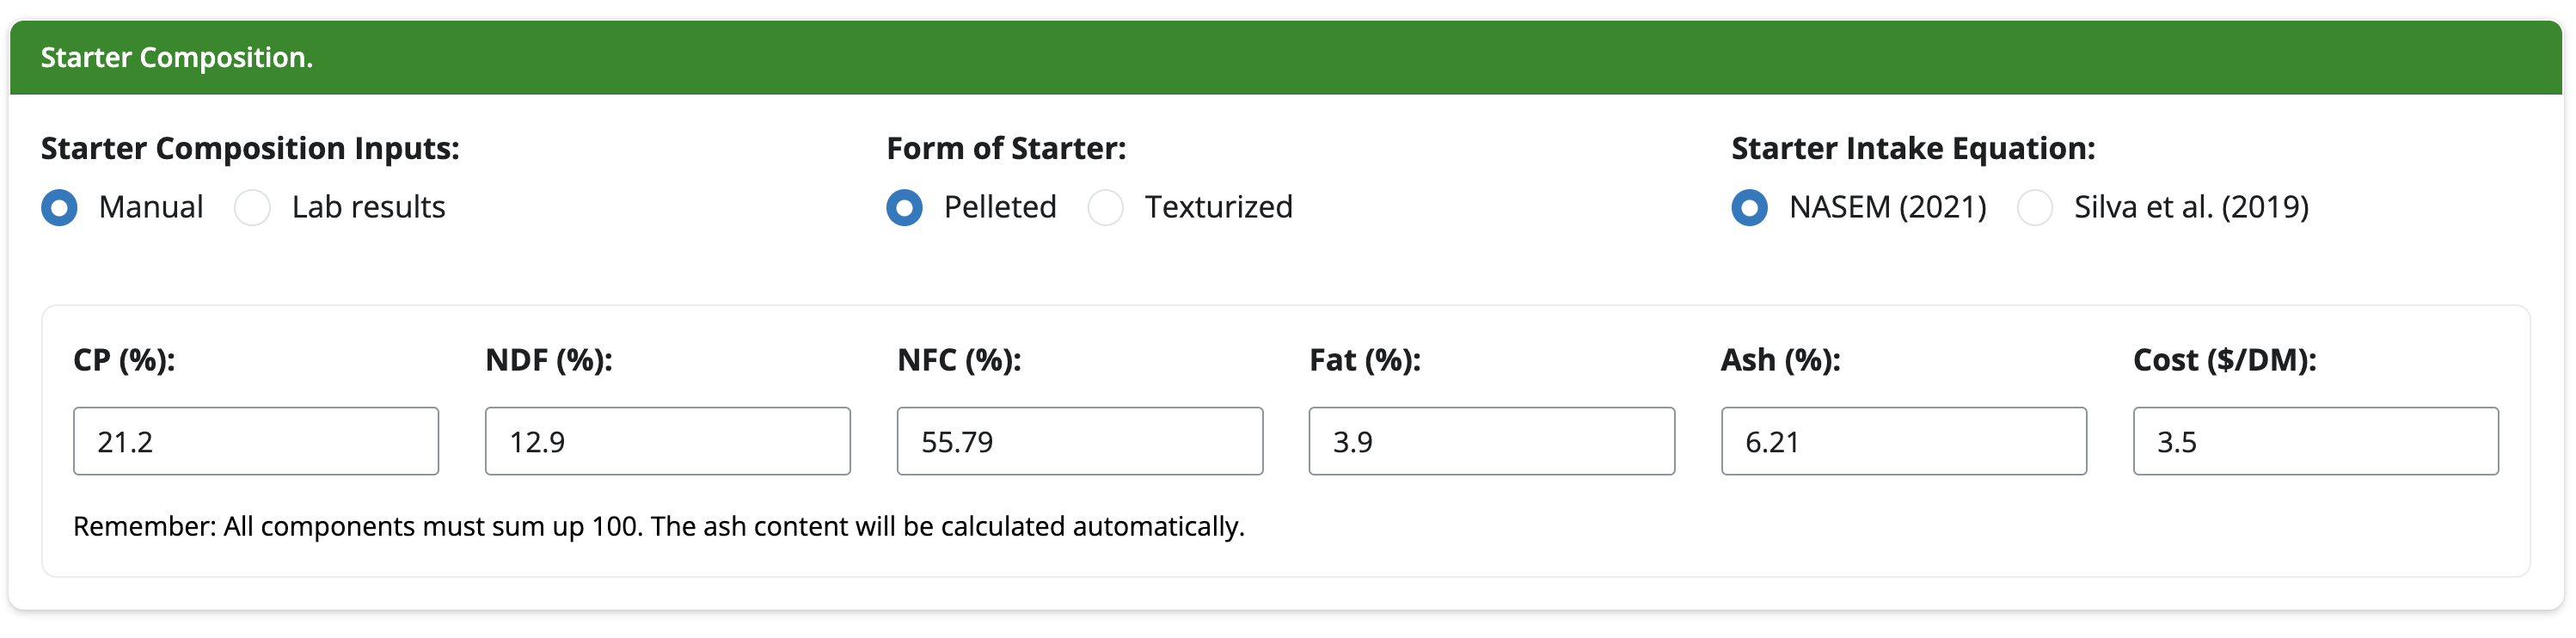 Starter Composition.
Starter Composition Inputs: Form of Starter: Starter Intake Equation:
Manual Lab results Pelleted Texturized NASEM (2021) Silva et al. (2019)
CP (%): NDF (%): NFC (%): Fat (%): Ash (%): Cost ($/DM):
21.2 12.9 55.79 3.9 6.21 3.5
Remember: All components must sum up 100. The ash content will be calculated automatically.